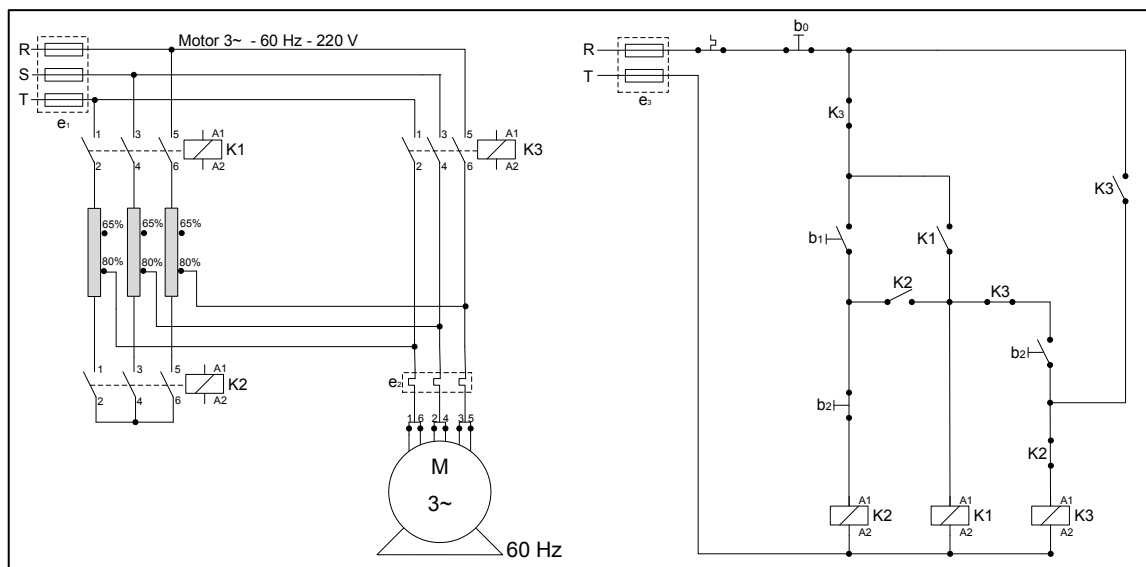 Motor 3~ - 60 Hz - 220 V
R
S
T
e1
1 3 5 A1
K1
2 4 6 A2
1 3 5 A1
K3
2 4 6 A2
65% 65% 65%
80% 80% 80%
1 3 5 A1
K2
2 4 6 A2
e2
1 6 2 4 3 5
M
3~
60 Hz
b0
R
T
e3
K3
K3
b1
K1
K2
K3
b2
b2
K2
A1 A1 A1
K2 K1 K3
A2 A2 A2